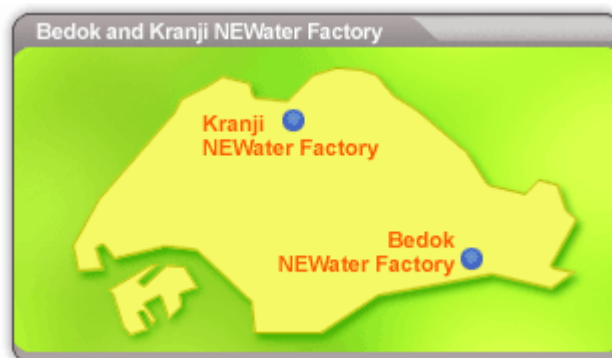 Bedok and Kranji NEWater Factory
Kranji
NEWater Factory
Bedok
NEWater Factory